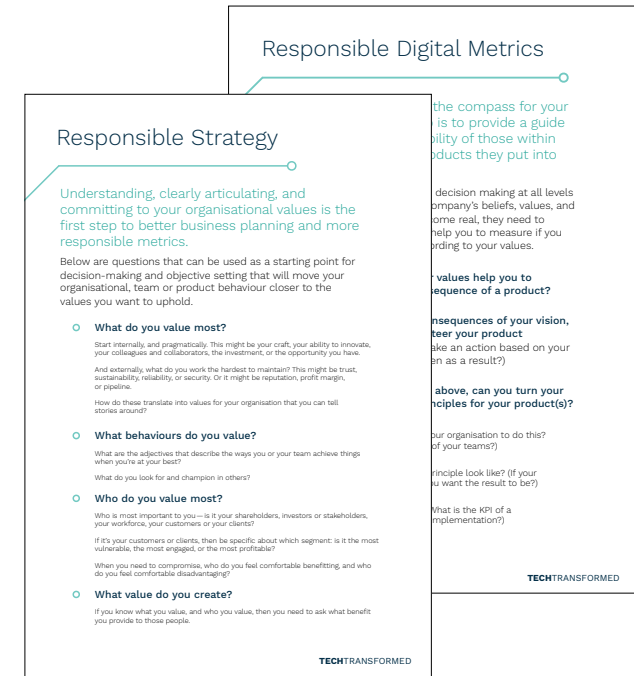 Responsible Digital Metrics
the compass for your
is to provide a guide
bility of those within
oducts they put into
decision making at all levels
ompany's beliefs, values, and
come real, they need to
help you to measure if you
ording to your values.
values help you to
sequence of a product?
nsequences of your vision,
teer your product
ake an action based on your
en as a result?)
above, can you turn your
nciples for your product(s)?
our organisation to do this?
of your teams?)
rinciple look like? (If your
u want the result to be?)
What is the KPI of a
mplementation?)
TECHTRANSFORMED
Responsible Strategy
Understanding, clearly articulating, and
committing to your organisational values is the
first step to better business planning and more
responsible metrics.
Below are questions that can be used as a starting point for
decision-making and objective setting that will move your
organisational, team or product behaviour closer to the
values you want to uphold.
What do you value most?
Start internally, and pragmatically. This might be your craft, your ability to innovate,
your colleagues and collaborators, the investment, or the opportunity you have.
And externally, what do you work the hardest to maintain? This might be trust,
sustainability, reliability, or security. Or it might be reputation, profit margin,
or pipeline.
How do these translate into values for your organisation that you can tell
stories around?
What behaviours do you value?
What are the adjectives that describe the ways you or your team achieve things
when you're at your best?
What do you look for and champion in others?
Who do you value most?
Who is most important to you—is it your shareholders, investors or stakeholders,
your workforce, your customers or your clients?
If it's your customers or clients, then be specific about which segment: is it the most
vulnerable, the most engaged, or the most profitable?
When you need to compromise, who do you feel comfortable benefitting, and who
do you feel comfortable disadvantaging?
What value do you create?
If you know what you value, and who you value, then you need to ask what benefit
you provide to those people.
TECHTRANSFORMED